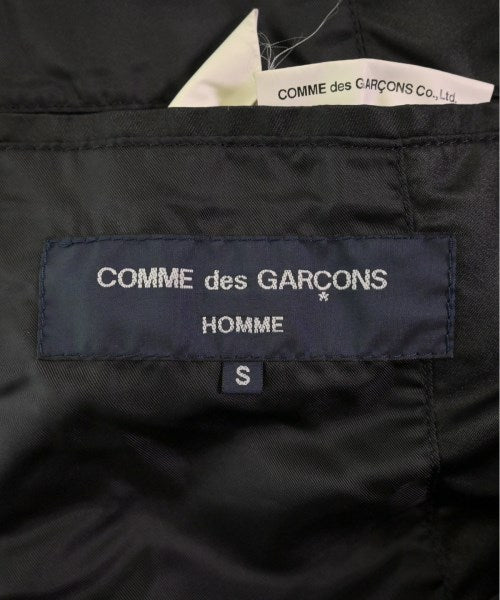 COMME des GARÇONS Co., Ltd.
COMME des GARÇONS
*
HOMME
S